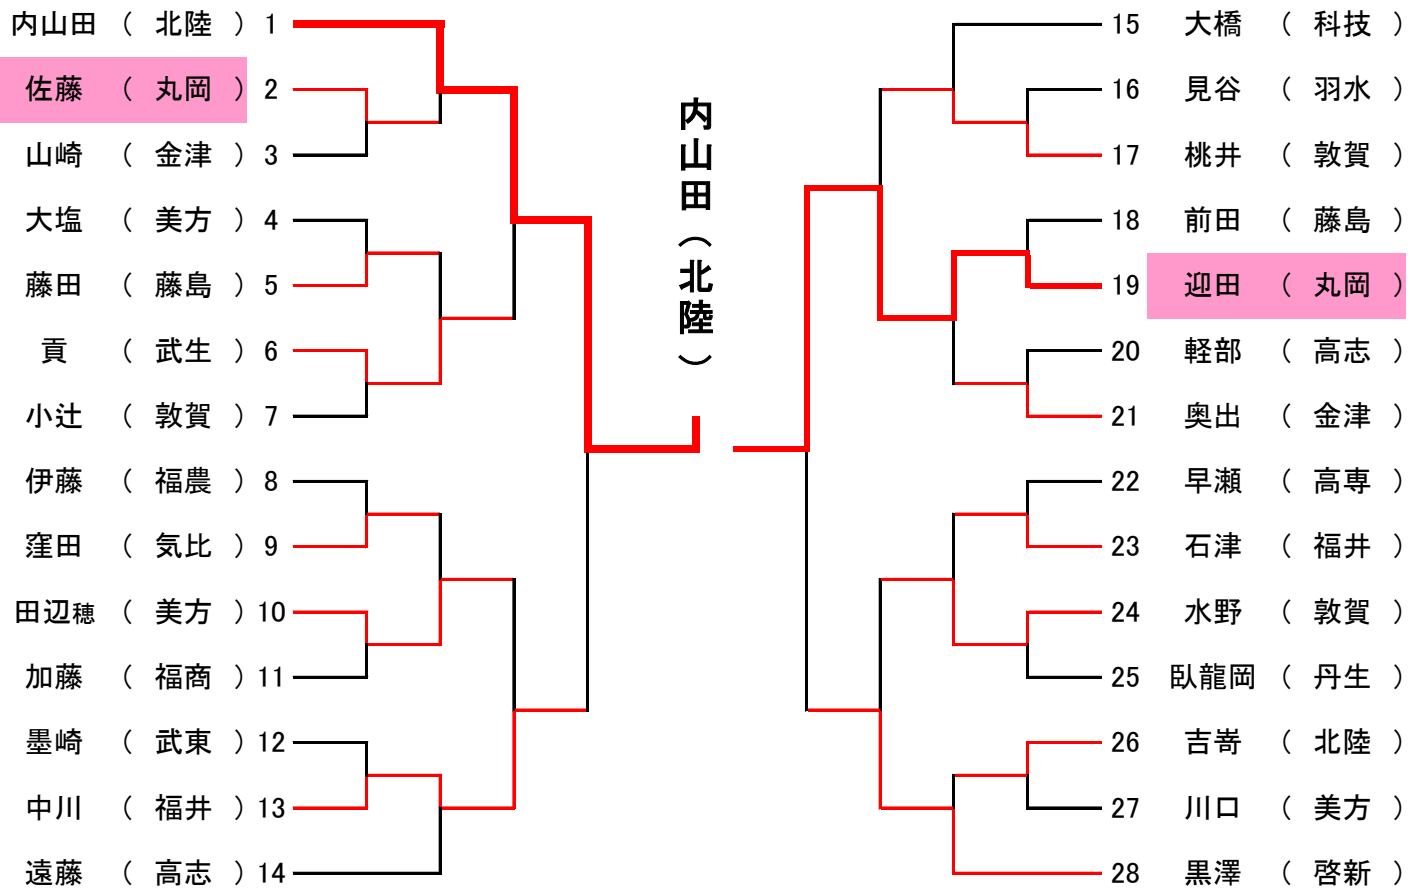 内山田 ( 北陸 ) 1
佐藤 ( 丸岡 ) 2
山崎 ( 金津 ) 3
大塩 ( 美方 ) 4
藤田 ( 藤島 ) 5
貢 ( 武生 ) 6
小辻 ( 敦賀 ) 7
伊藤 ( 福農 ) 8
窪田 ( 気比 ) 9
田辺穂 ( 美方 ) 10
加藤 ( 福商 ) 11
墨崎 ( 武東 ) 12
中川 ( 福井 ) 13
遠藤 ( 高志 ) 14
内山田(北陸)
15 大橋 ( 科技 )
16 見谷 ( 羽水 )
17 桃井 ( 敦賀 )
18 前田 ( 藤島 )
19 迎田 ( 丸岡 )
20 軽部 ( 高志 )
21 奥出 ( 金津 )
22 早瀬 ( 高専 )
23 石津 ( 福井 )
24 水野 ( 敦賀 )
25 臥龍岡 ( 丹生 )
26 吉嵜 ( 北陸 )
27 川口 ( 美方 )
28 黒澤 ( 啓新 )